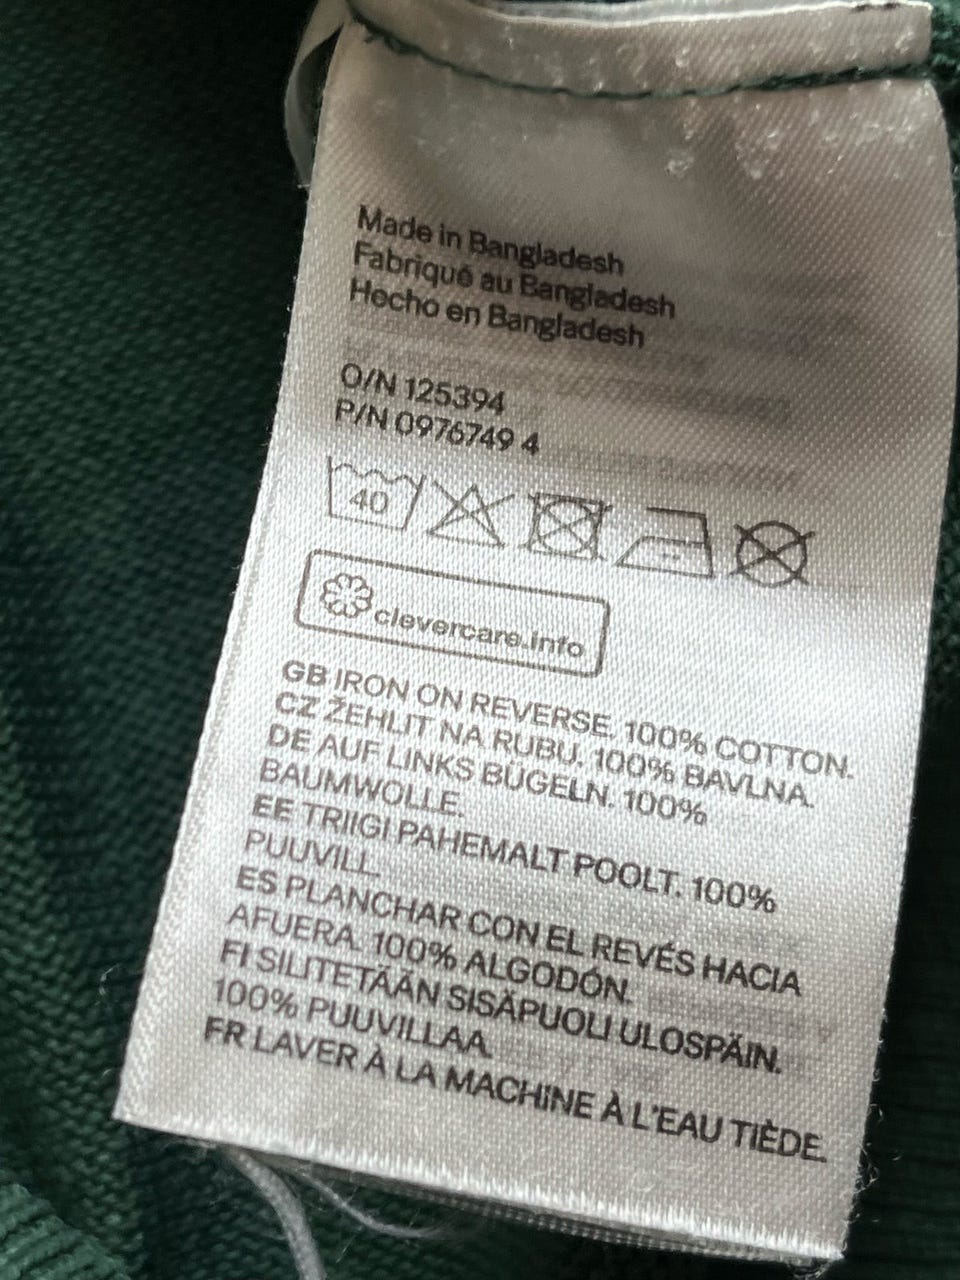 Made in Bangladesh
Fabriqué au Bangladesh
Hecho en Bangladesh
O/N 125394
P/N 0976749 4
40
clevercare.info
GB IRON ON REVERSE. 100% COTTON.
CZ ŽEHLIT NA RUBU. 100% BAVLNA.
DE AUF LINKS BÜGELN. 100%
BAUMWOLLE.
EE TRIIGI PAHEMALT POOLT. 100%
PUUVILL.
ES PLANCHAR CON EL REVÉS HACIA
AFUERA. 100% ALGODÓN.
FI SILITETÄÄN SISÄPUOLI ULOSPÄIN.
100% PUUVILLAA.
FR LAVER À LA MACHINE À L'EAU TIÈDE.